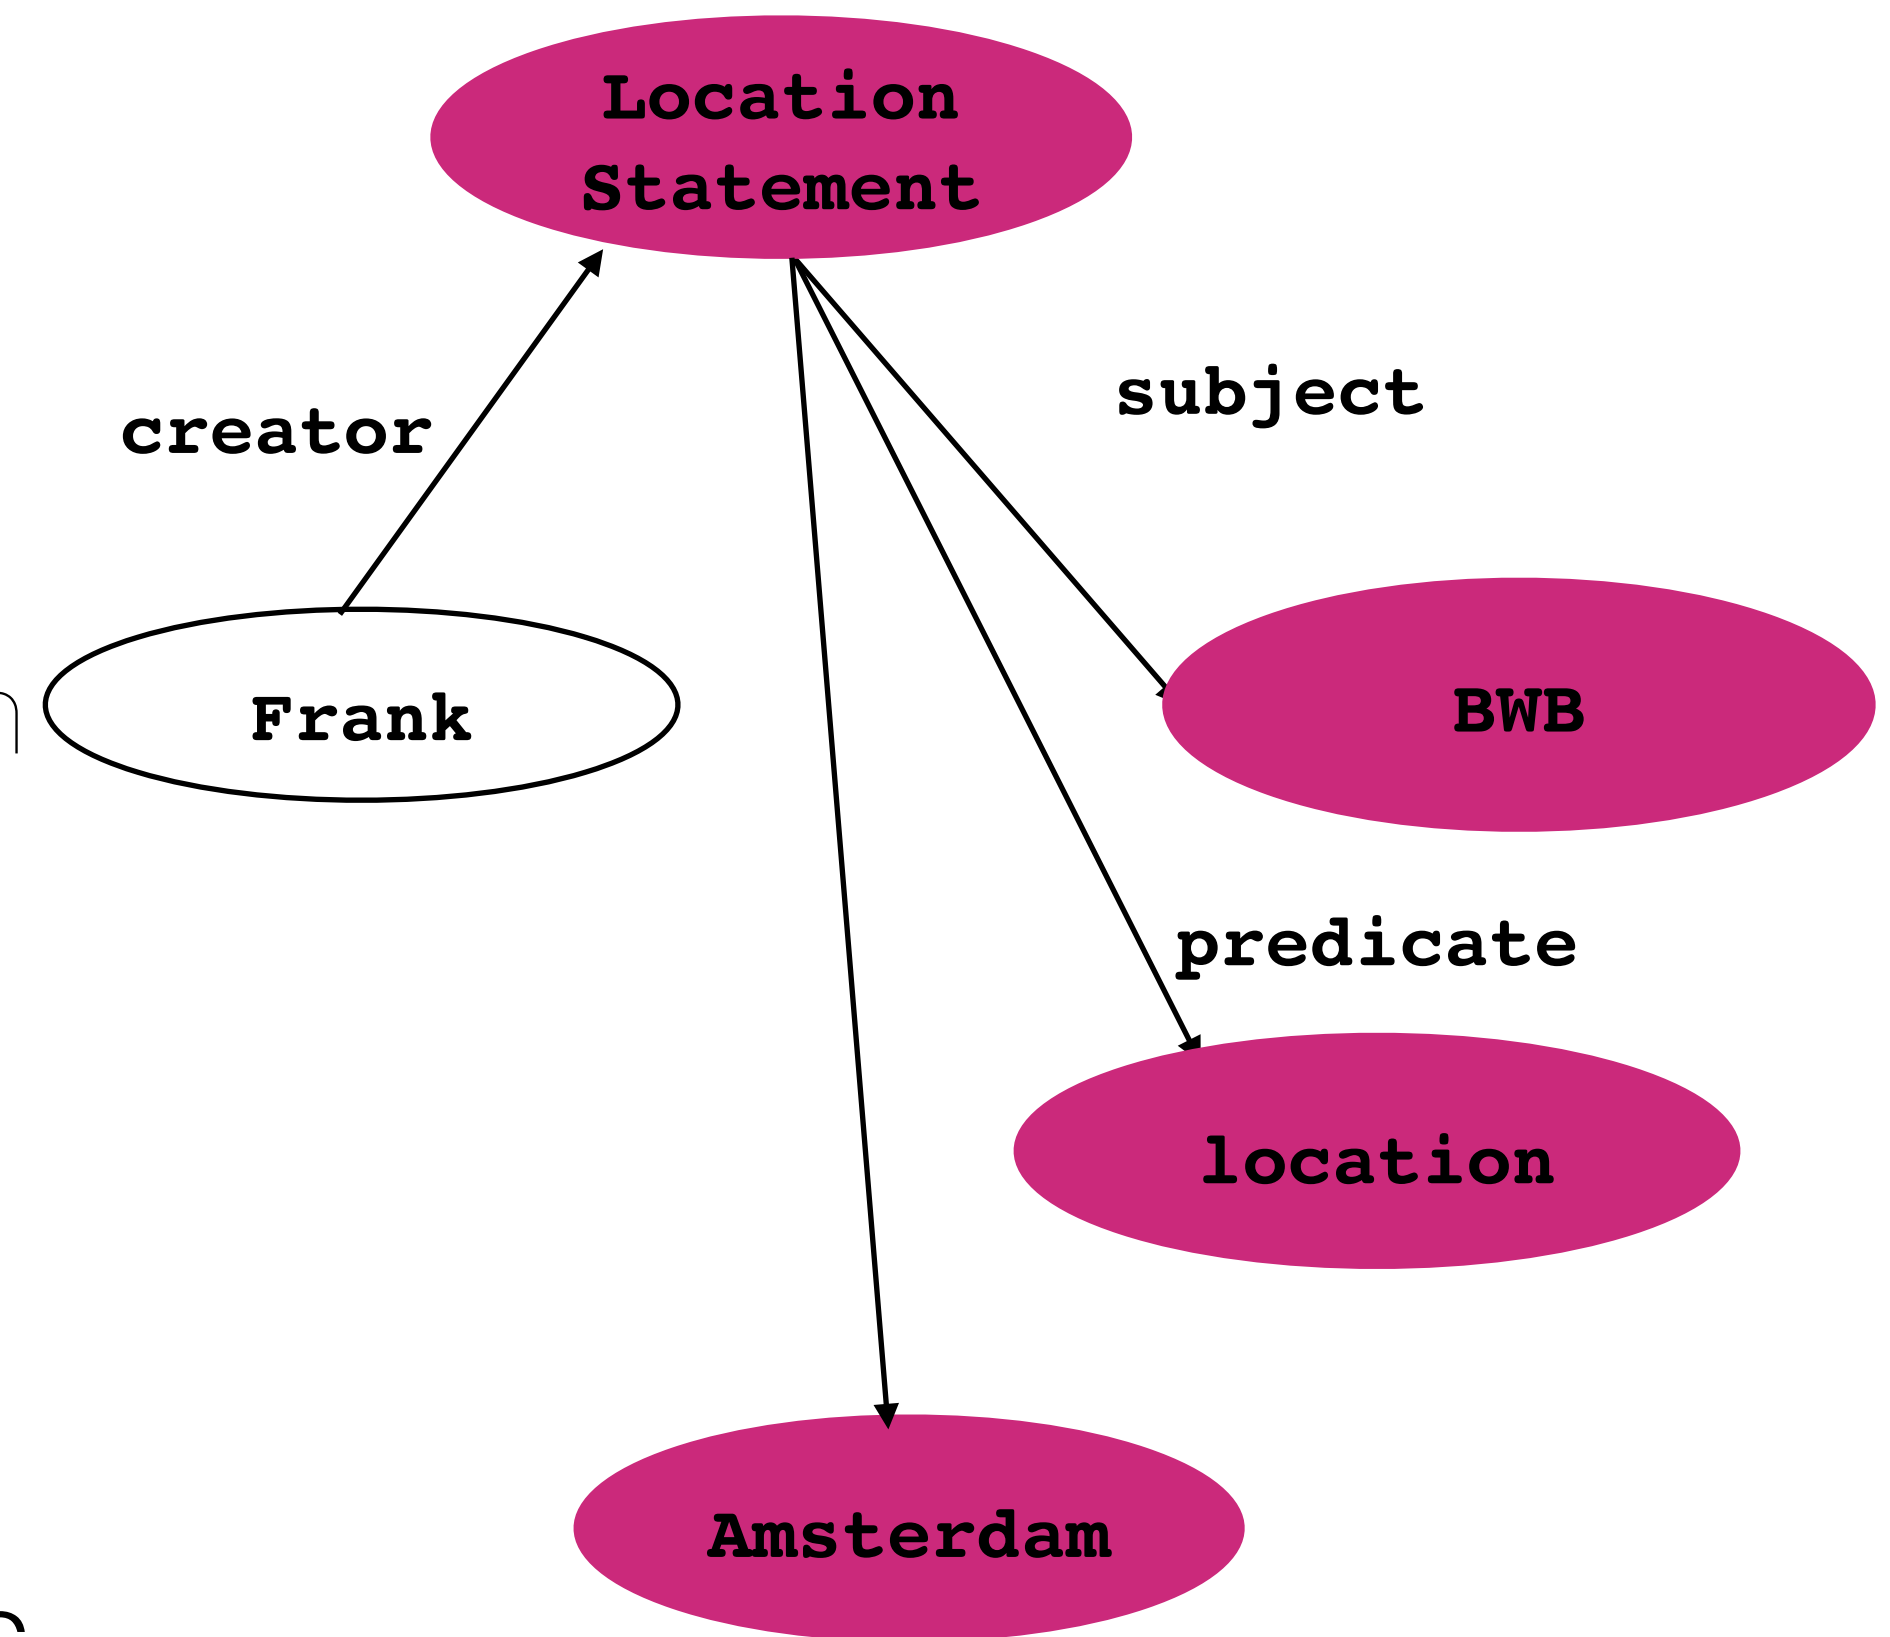 Location
Statement
subject
creator
BWB
Frank
predicate
location
Amsterdam